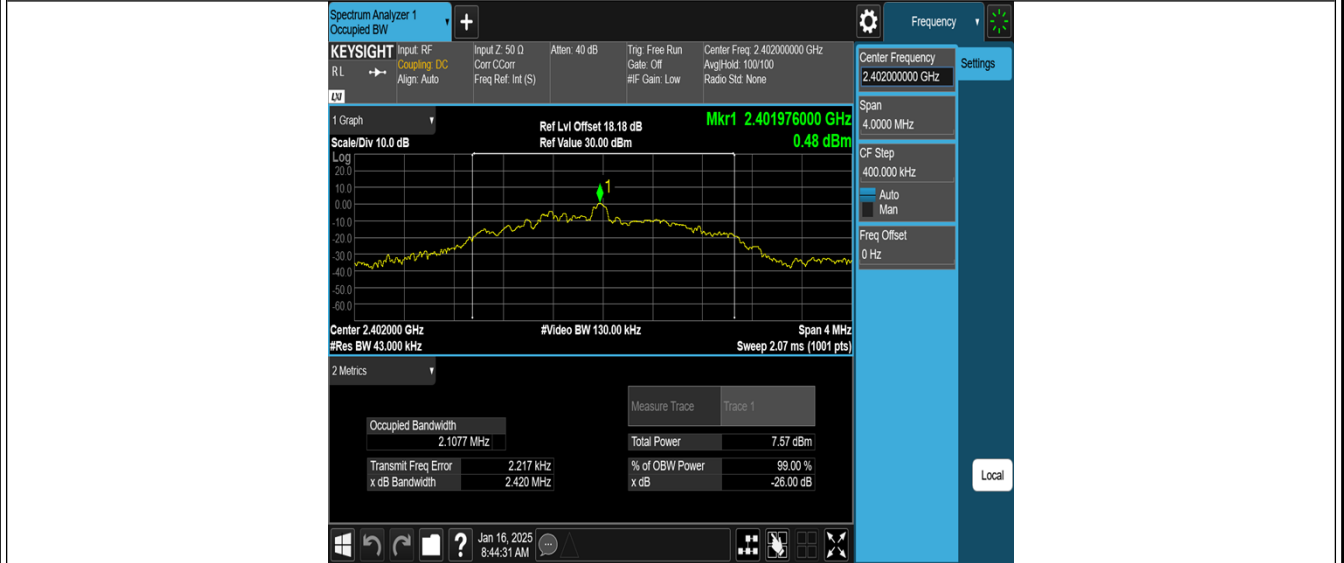 Spectrum Analyzer 1
Occupied BW
+
Frequency
KEYSIGHT Input: RF Input Z: 50 Ω Atten: 40 dB Trig: Free Run Center Freq: 2.402000000 GHz
RL Coupling: DC Corr CCorr Gate: Off Avg|Hold: 100/100
Align: Auto Freq Ref: Int (S) #IF Gain: Low Radio Std: None
LXI
Center Frequency
2.402000000 GHz
Settings
Span
4.0000 MHz
CF Step
400.000 kHz
Auto
Man
Freq Offset
0 Hz
1 Graph
Ref Lvl Offset 18.18 dB Mkr1 2.401976000 GHz
Scale/Div 10.0 dB Ref Value 30.00 dBm 0.48 dBm
Log
20.0
10.0
0.00
-10.0
-20.0
-30.0
-40.0
-50.0
-60.0
1
Center 2.402000 GHz #Video BW 130.00 kHz Span 4 MHz
#Res BW 43.000 kHz Sweep 2.07 ms (1001 pts)
2 Metrics
Measure Trace Trace 1
Occupied Bandwidth
2.1077 MHz
Total Power 7.57 dBm
Transmit Freq Error 2.217 kHz % of OBW Power 99.00 %
x dB Bandwidth 2.420 MHz x dB -26.00 dB
Local
? Jan 16, 2025
8:44:31 AM